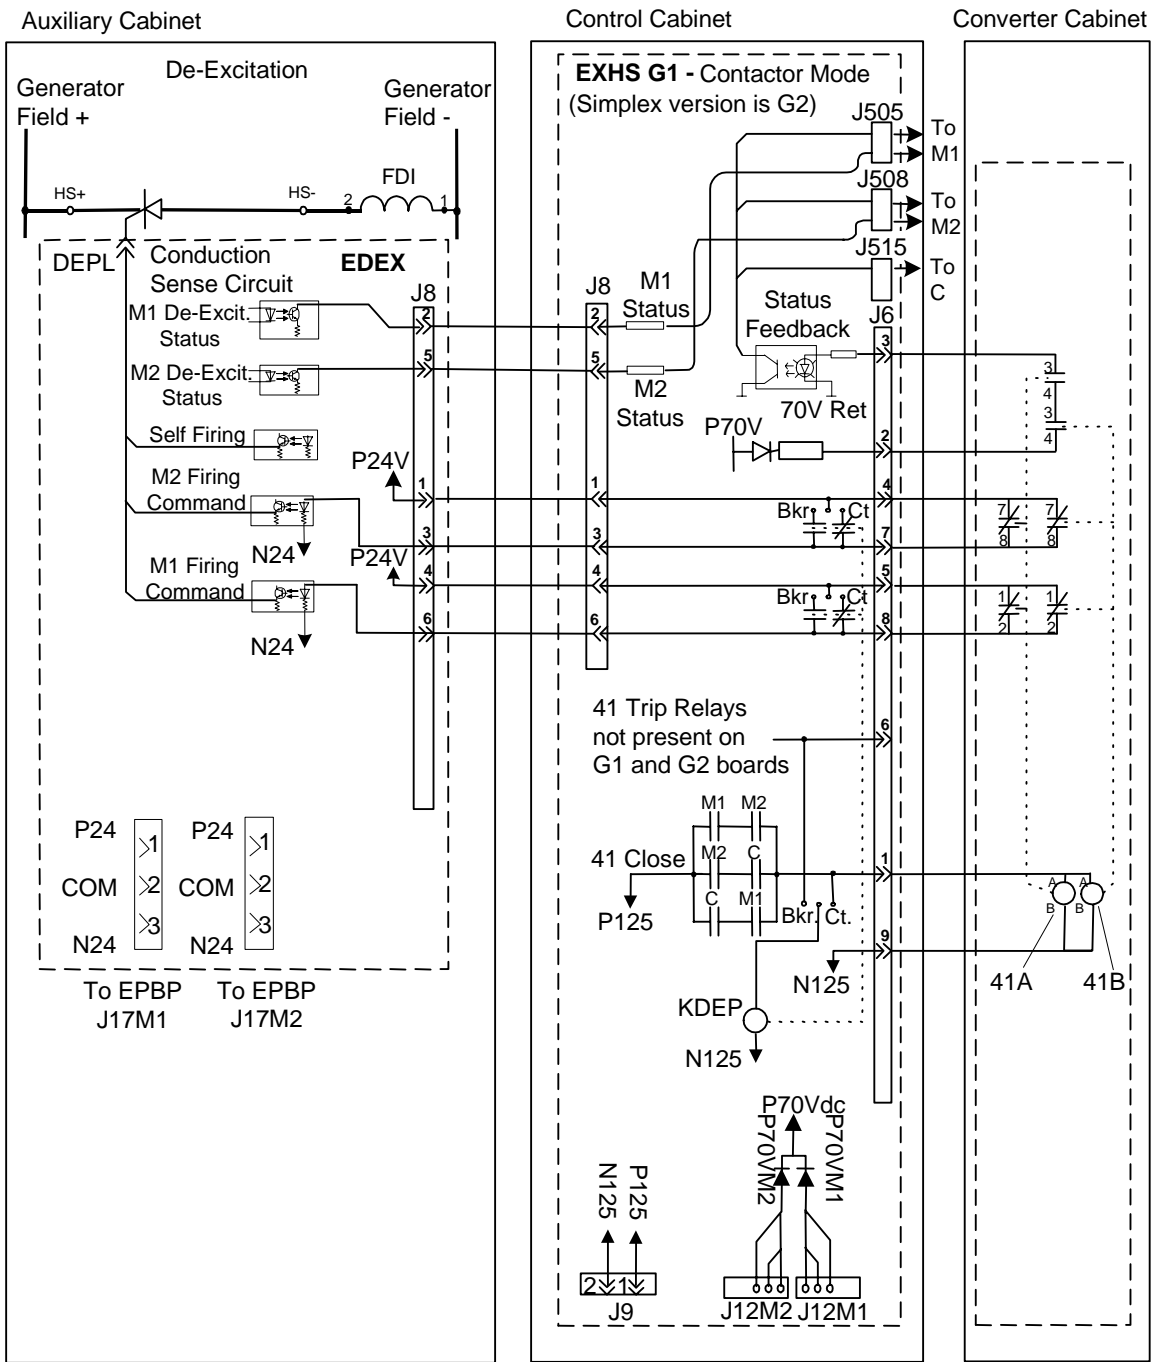 Auxiliary Cabinet
Control Cabinet
Converter Cabinet
De-Excitation
Generator
Field +
Generator
Field -
HS+
HS-
2
FDI
1
DEPL
Conduction
Sense Circuit
EDEX
J8
M1 De-Excit.
Status
2
M2 De-Excit.
Status
5
Self Firing
P24V
M2 Firing
Command
1
N24
3
P24V
M1 Firing
Command
4
N24
6
P24
COM
N24
1
2
3
P24
COM
N24
1
2
3
To EPBP
J17M1
To EPBP
J17M2
EXHS G1 - Contactor Mode
(Simplex version is G2)
J505
To
M1
J508
To
M2
J515
To
C
J8
M1
Status
Status
Feedback
J6
2
3
5
M2
Status
70V Ret
P70V
2
1
4
Bkr
Ct
3
7
4
5
Bkr
Ct
6
8
41 Trip Relays
not present on
G1 and G2 boards
6
M1
M2
41 Close
M2
C
1
C
M1
P125
Bkr.
Ct.
9
N125
KDEP
N125
P70Vdc
P70VM2
P70VM1
N125
P125
2
1
J9
J12M2
J12M1
3
4
3
4
7
8
7
8
1
2
1
2
A
B
A
B
41A
41B